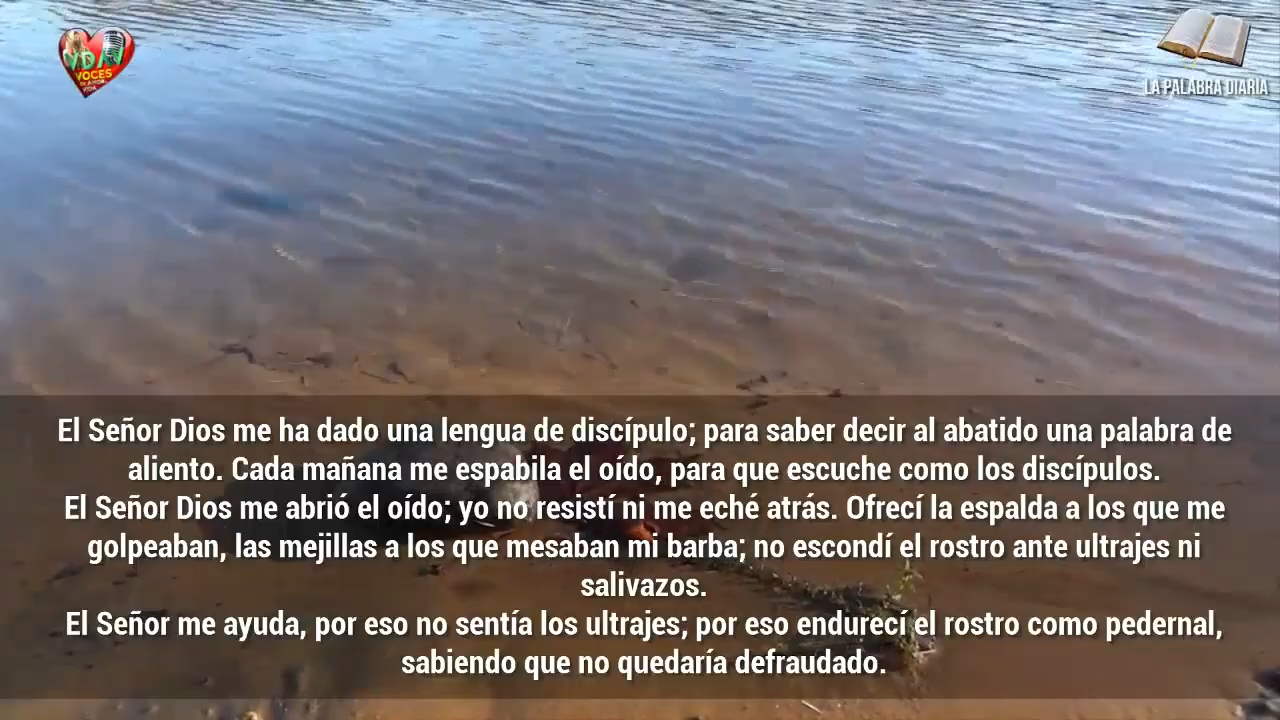 VDAV
VOCES
DE AMOR Y
VIDA
LA PALABRA DIARIA
El Señor Dios me ha dado una lengua de discípulo; para saber decir al abatido una palabra de
aliento. Cada mañana me espabila el oído, para que escuche como los discípulos.
El Señor Dios me abrió el oído; yo no resistí ni me eché atrás. Ofrecí la espalda a los que me
golpeaban, las mejillas a los que mesaban mi barba; no escondí el rostro ante ultrajes ni
salivazos.
El Señor me ayuda, por eso no sentía los ultrajes; por eso endurecí el rostro como pedernal,
sabiendo que no quedaría defraudado.